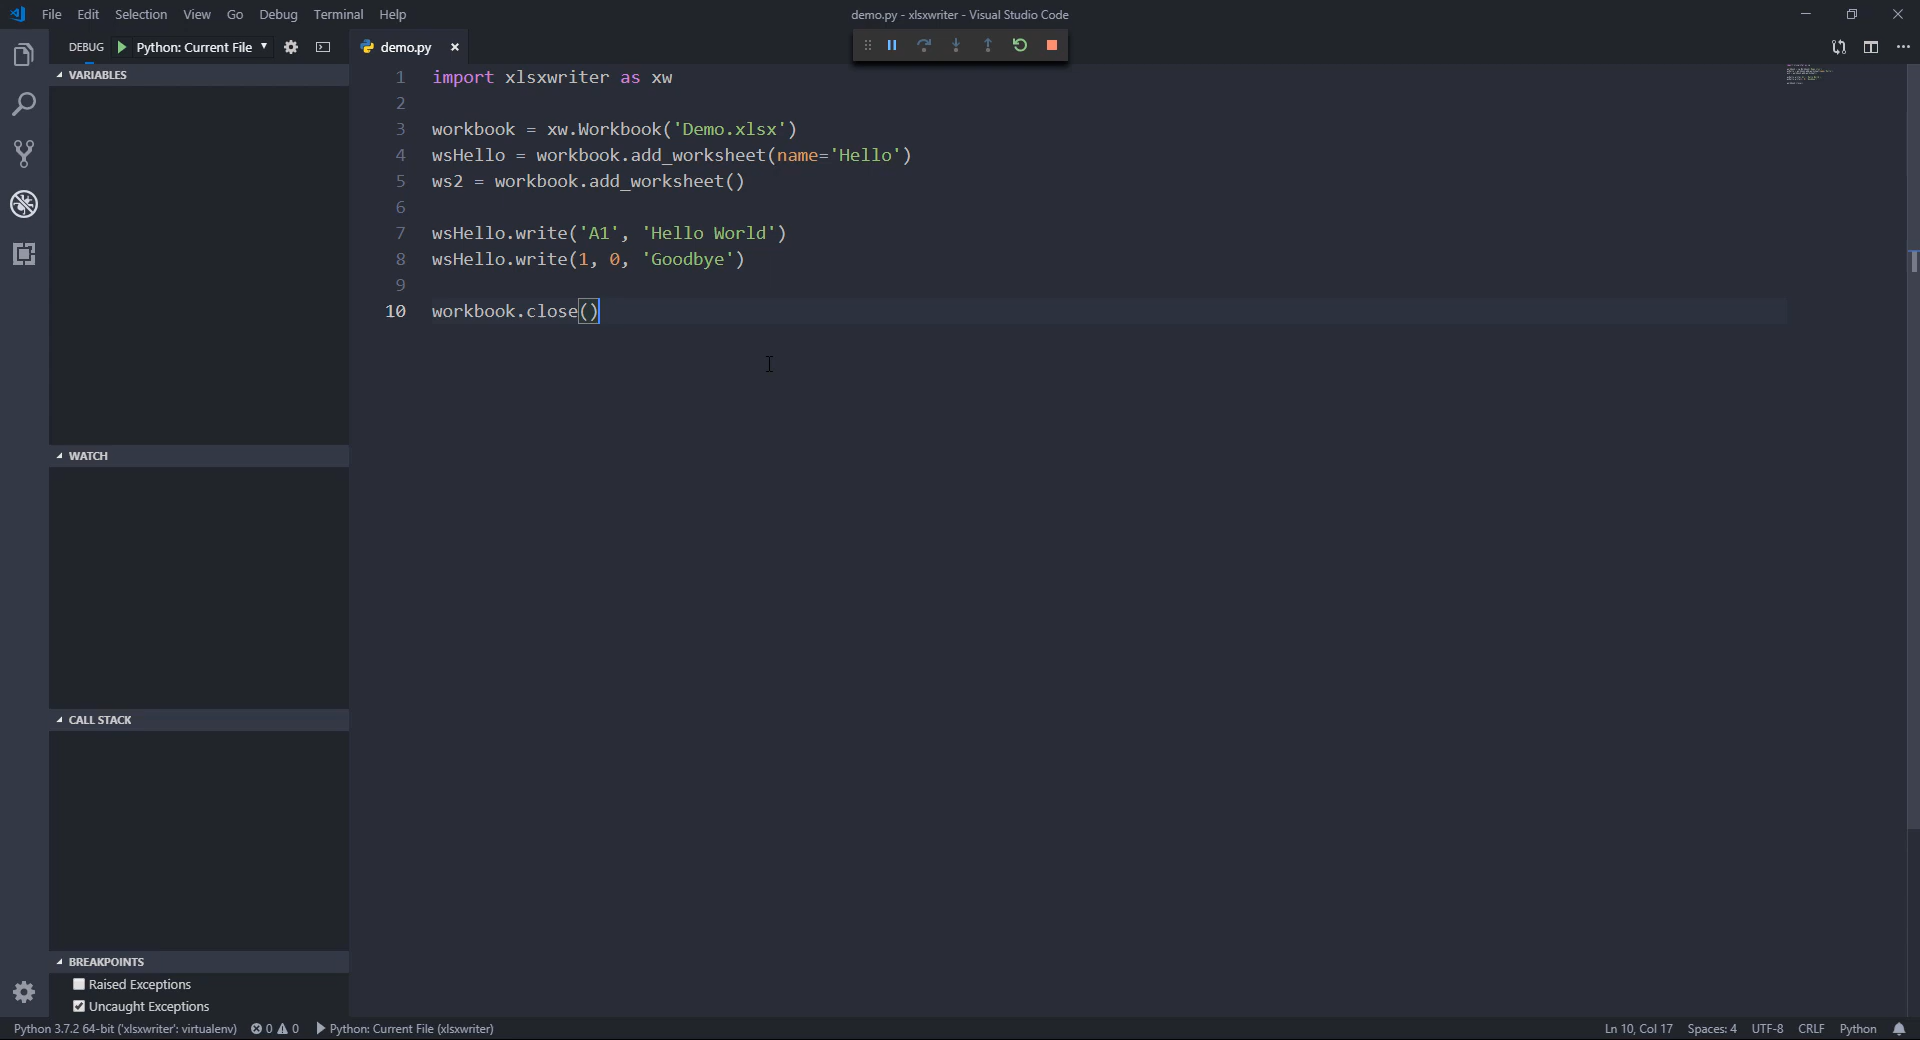 File Edit Selection View Go Debug Terminal Help
demo.py - xlsxwriter - Visual Studio Code
DEBUG Python: Current File
demo.py
VARIABLES
1 import xlsxwriter as xw
2
3 workbook = xw.Workbook('Demo.xlsx')
4 wsHello = workbook.add_worksheet(name='Hello')
5 ws2 = workbook.add_worksheet()
6
7 wsHello.write('A1', 'Hello World')
8 wsHello.write(1, 0, 'Goodbye')
9
10 workbook.close()
WATCH
CALL STACK
BREAKPOINTS
Raised Exceptions
Uncaught Exceptions
Python 3.7.2 64-bit ('xlsxwriter': virtualenv) 0 0 Python: Current File (xlsxwriter)
Ln 10, Col 17 Spaces: 4 UTF-8 CRLF Python